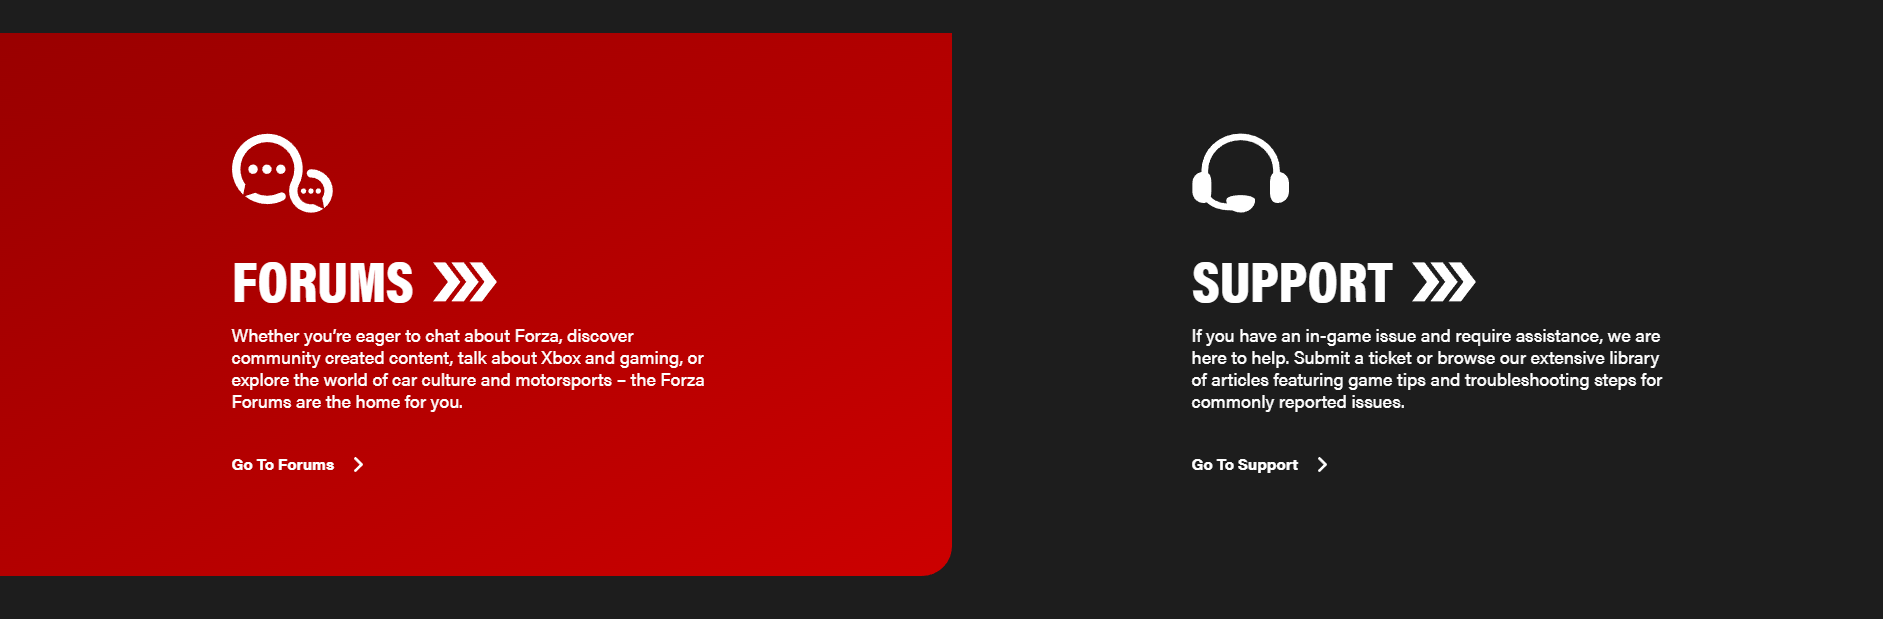 FORUMS
Whether you’re eager to chat about Forza, discover
community created content, talk about Xbox and gaming, or
explore the world of car culture and motorsports – the Forza
Forums are the home for you.
Go To Forums
SUPPORT
If you have an in-game issue and require assistance, we are
here to help. Submit a ticket or browse our extensive library
of articles featuring game tips and troubleshooting steps for
commonly reported issues.
Go To Support